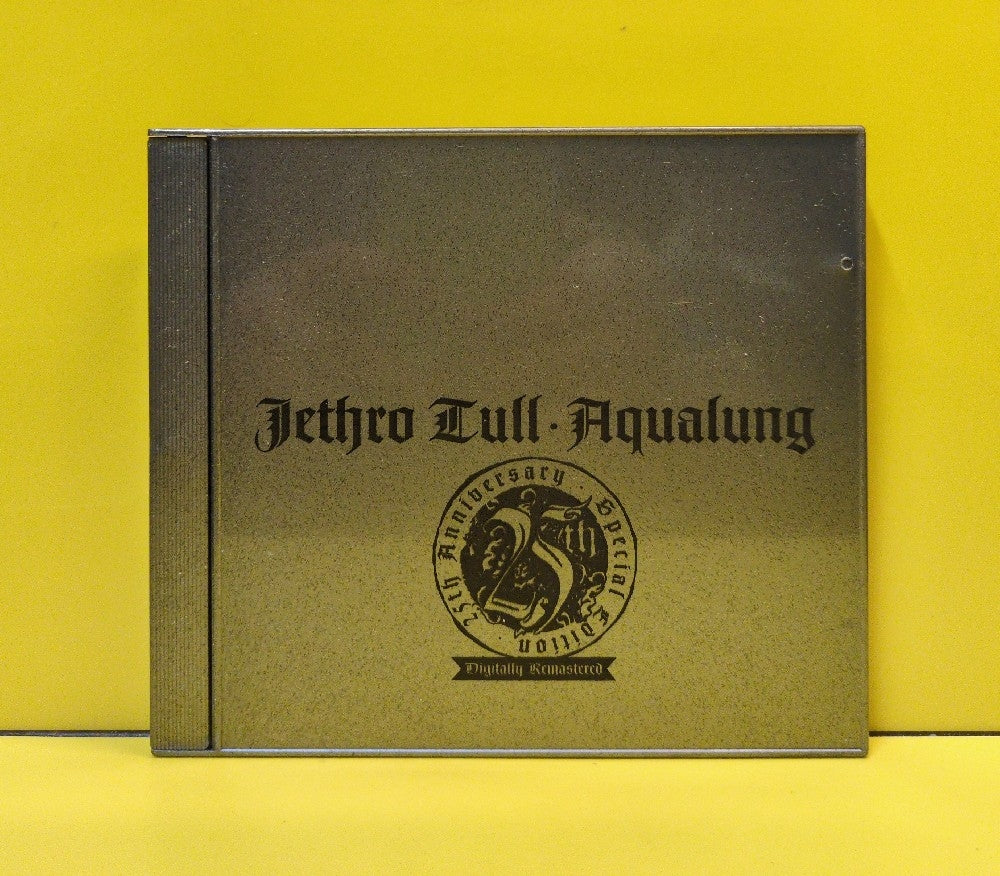 Jethro Tull · Aqualung
25th Anniversary · Special Edition ·
25th
Digitally Remastered